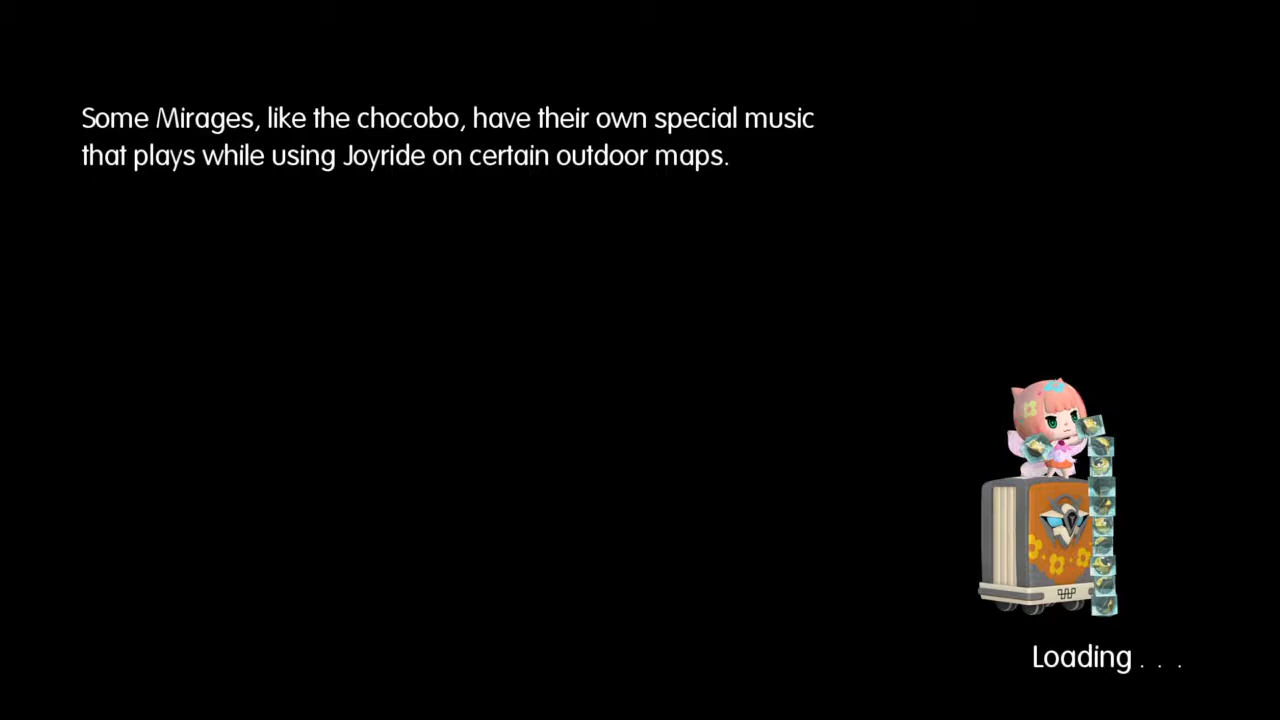 Some Mirages, like the chocobo, have their own special music
that plays while using Joyride on certain outdoor maps.
Loading . . .